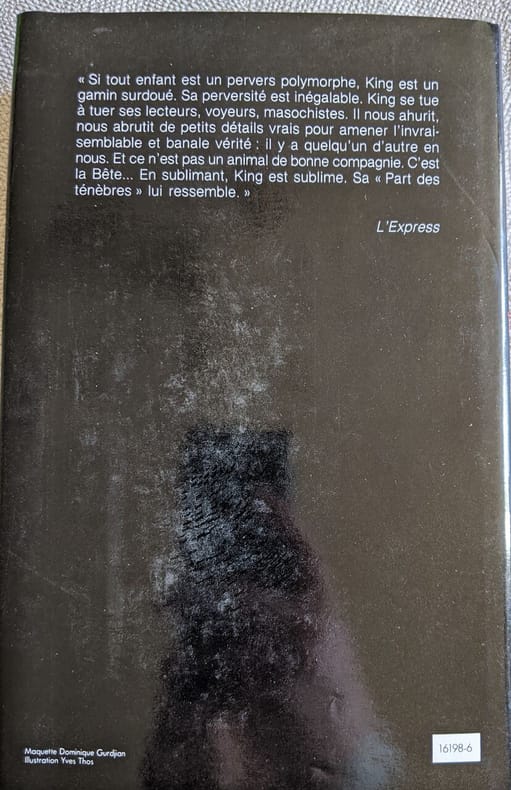 « Si tout enfant est un pervers polymorphe, King est un
gamin surdoué. Sa perversité est inégalable. King se tue
à tuer ses lecteurs, voyeurs, masochistes. Il nous ahurit,
nous abrutit de petits détails vrais pour amener l'invrai-
semblable et banale vérité : il y a quelqu'un d'autre en
nous. Et ce n'est pas un animal de bonne compagnie. C'est
la Bête... En sublimant, King est sublime. Sa « Part des
ténèbres » lui ressemble. »
L'Express
Maquette Dominique Gurdjian
Illustration Yves Thos
16198-6